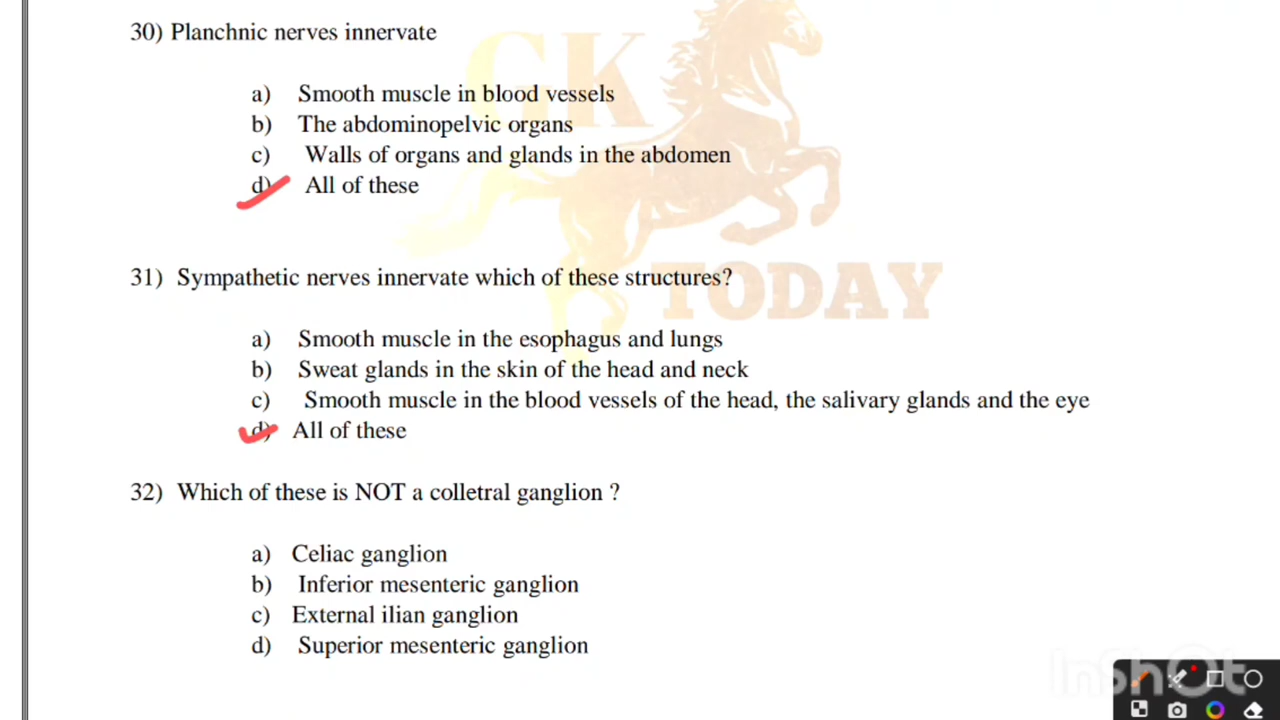 30) Planchnic nerves innervate
a) Smooth muscle in blood vessels
b) The abdominopelvic organs
c) Walls of organs and glands in the abdomen
d) All of these
31) Sympathetic nerves innervate which of these structures?
a) Smooth muscle in the esophagus and lungs
b) Sweat glands in the skin of the head and neck
c) Smooth muscle in the blood vessels of the head, the salivary glands and the eye
d) All of these
32) Which of these is NOT a colletral ganglion ?
a) Celiac ganglion
b) Inferior mesenteric ganglion
c) External ilian ganglion
d) Superior mesenteric ganglion
GK
TODAY
InShOt